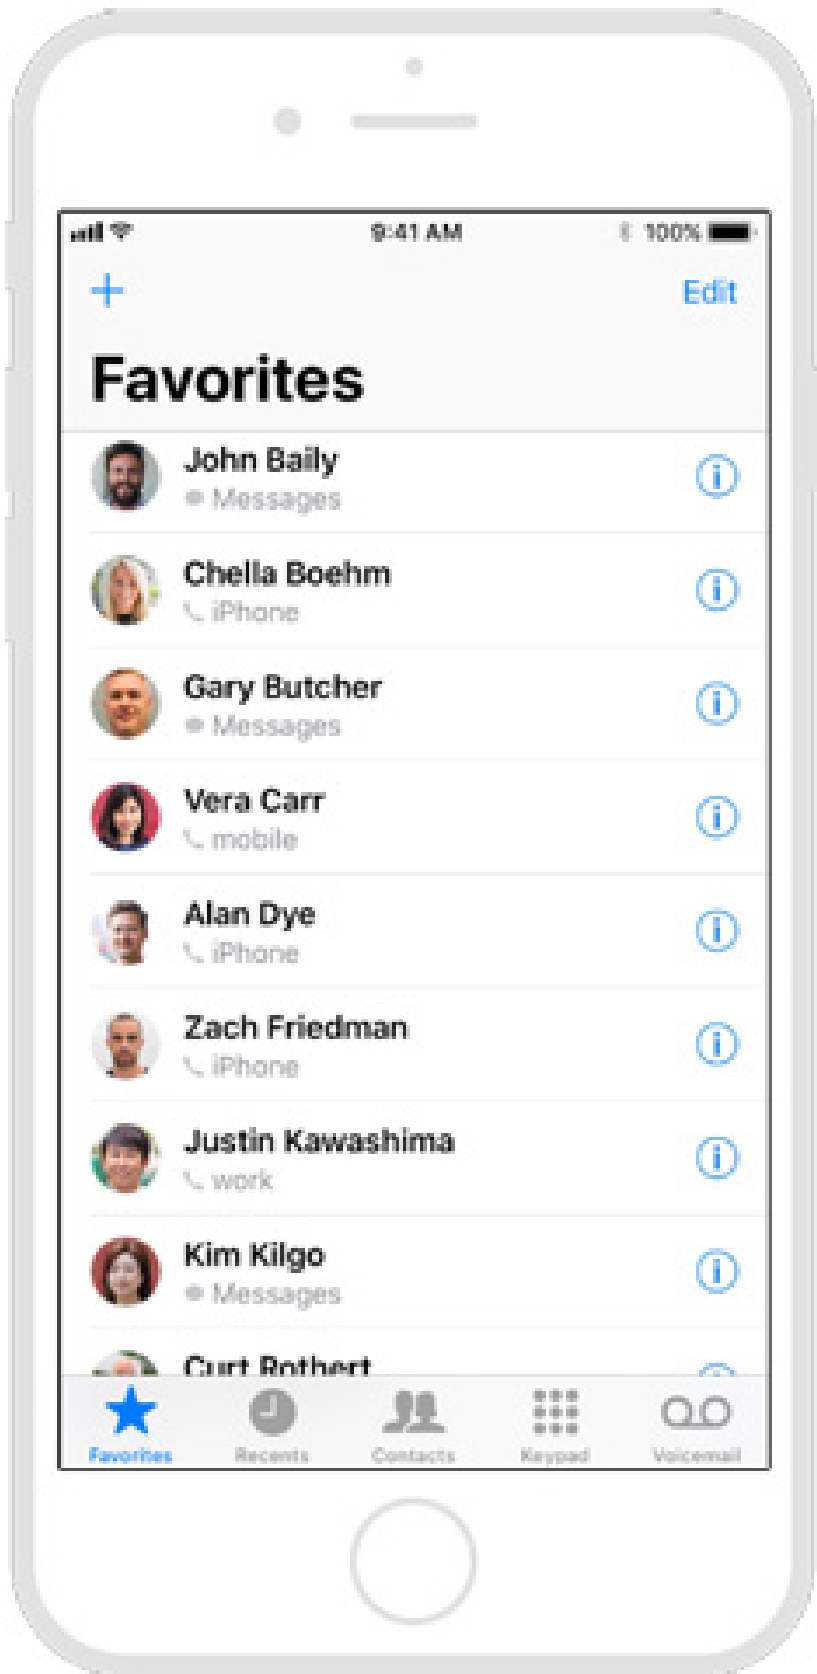 9:41 AM 100%
+ Edit
Favorites
John Baily
Messages
Chella Boehm
iPhone
Gary Butcher
Messages
Vera Carr
mobile
Alan Dye
iPhone
Zach Friedman
iPhone
Justin Kawashima
work
Kim Kilgo
Messages
Curt Rothert
Favorites Recents Contacts Keypad Voicemail